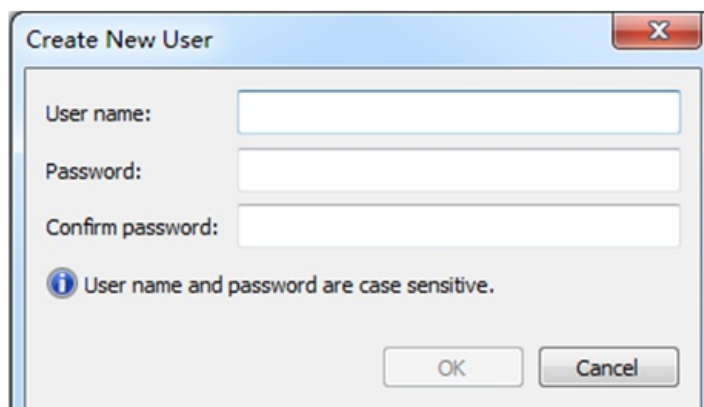 Create New User
User name:
Password:
Confirm password:
User name and password are case sensitive.
OK Cancel